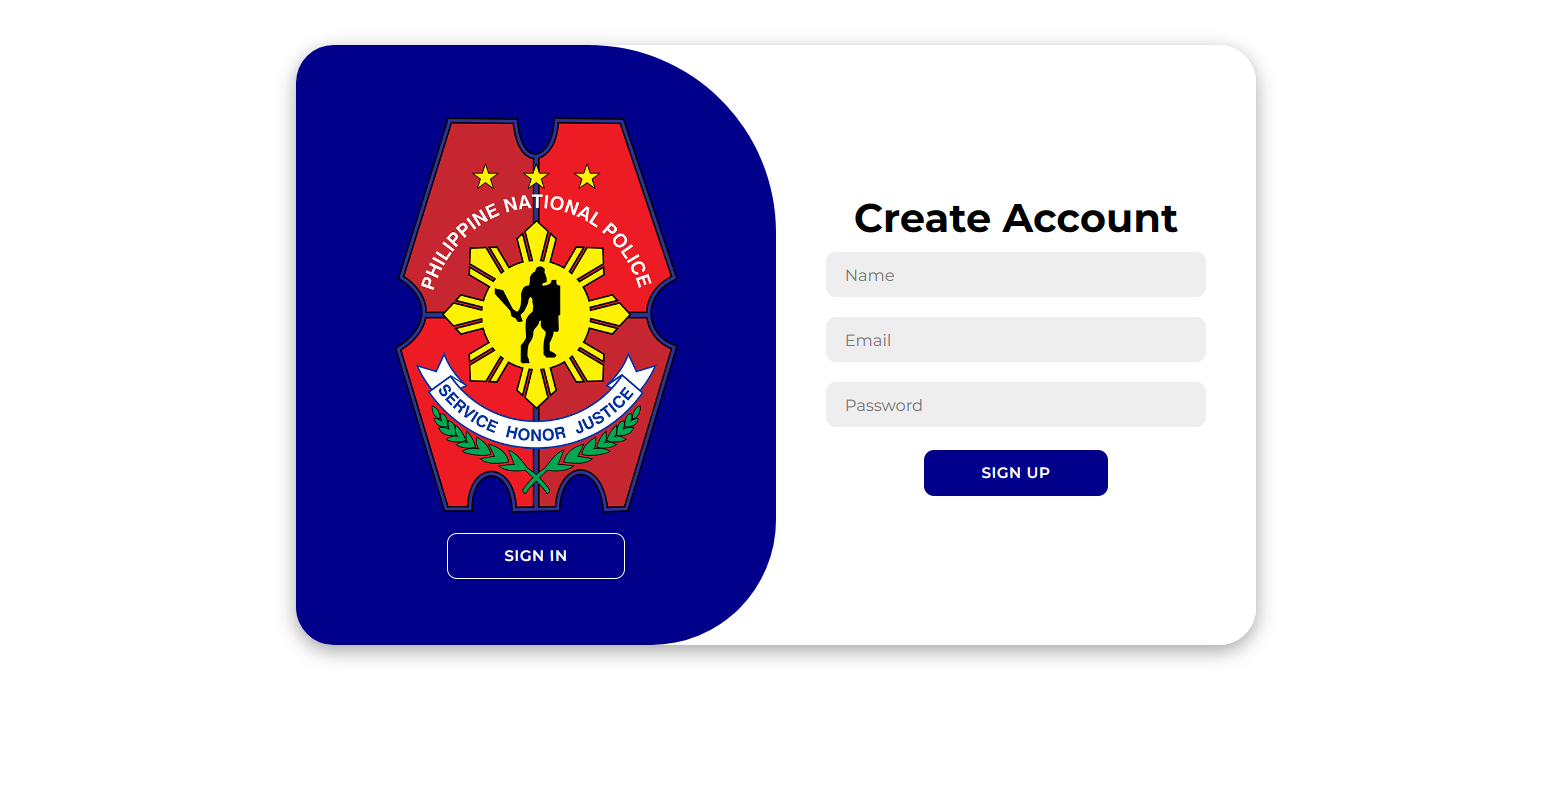 PHILIPPINE NATIONAL POLICE
SERVICE HONOR JUSTICE
SIGN IN
Create Account
Name
Email
Password
SIGN UP